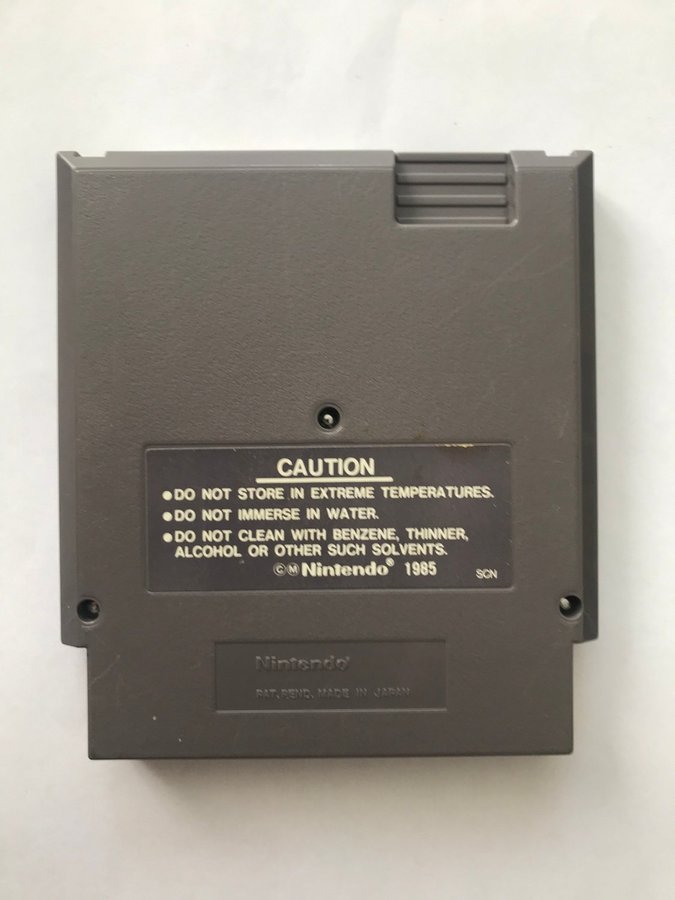 CAUTION
●DO NOT STORE IN EXTREME TEMPERATURES.
●DO NOT IMMERSE IN WATER.
●DO NOT CLEAN WITH BENZENE, THINNER,
ALCOHOL OR OTHER SUCH SOLVENTS.
©Ⓜ Nintendo® 1985 SCN
Nintendo®
PAT. PEND. MADE IN JAPAN